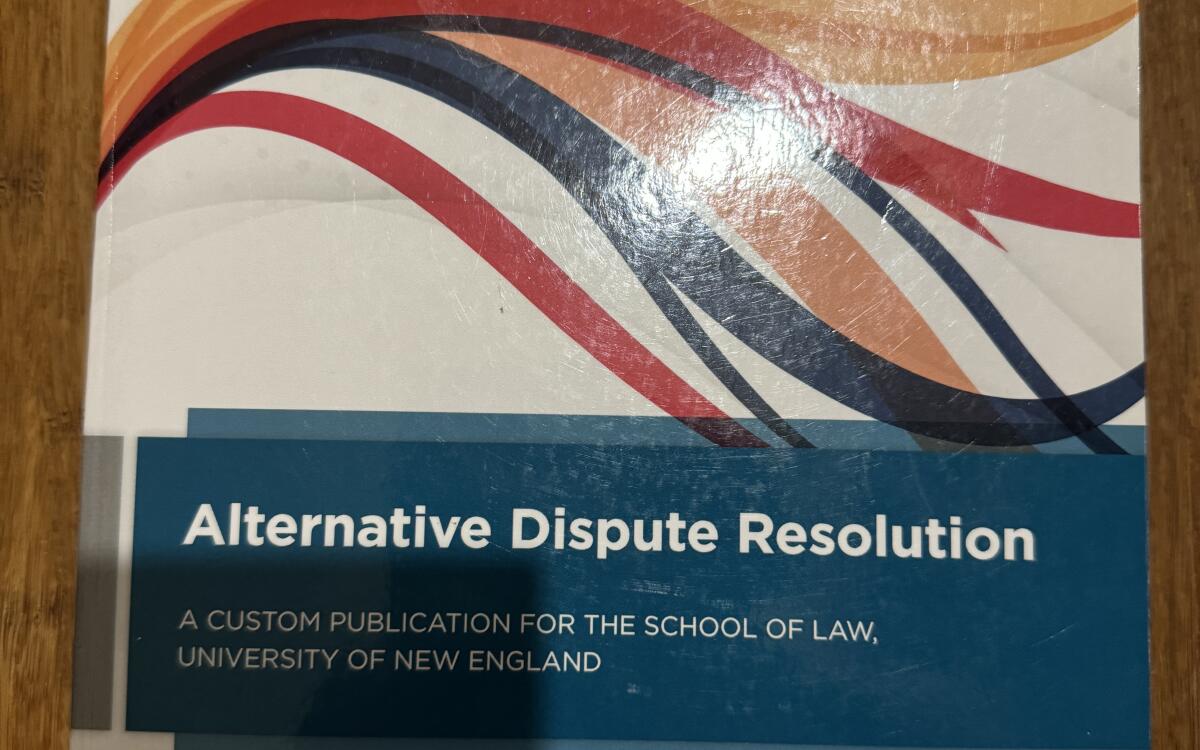 Alternative Dispute Resolution
A CUSTOM PUBLICATION FOR THE SCHOOL OF LAW,
UNIVERSITY OF NEW ENGLAND